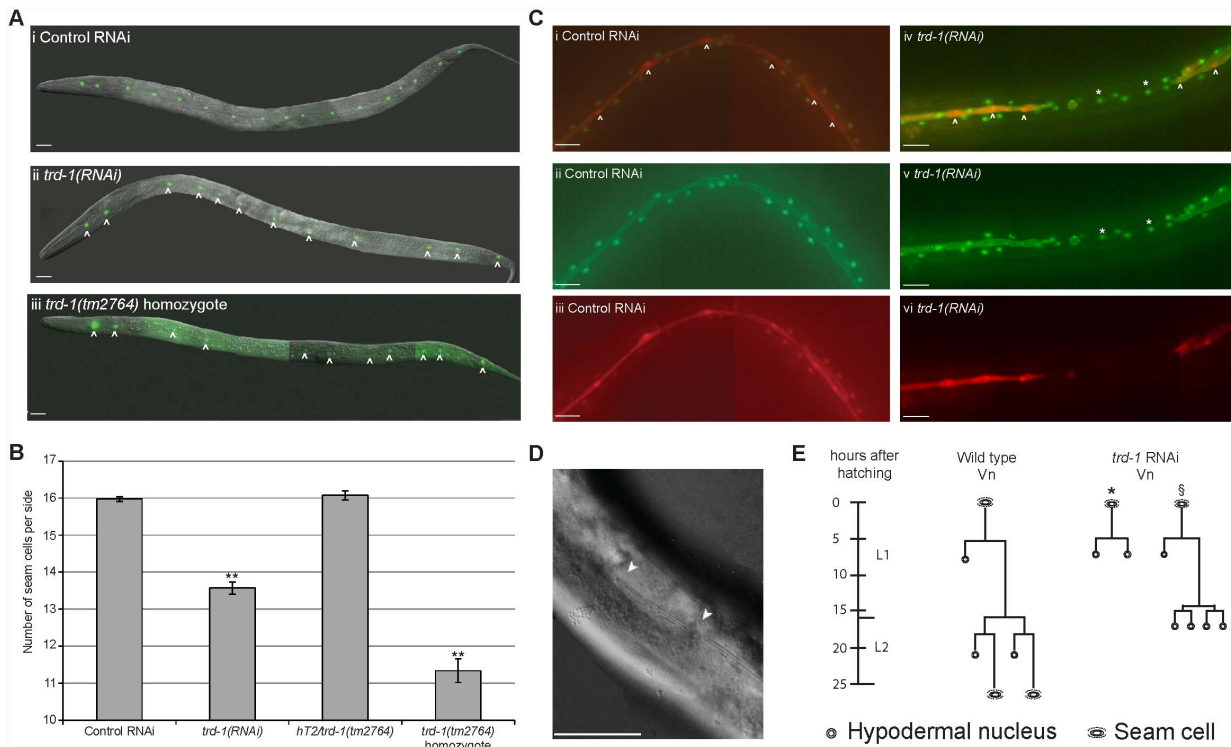 A
i Control RNAi
ii trd-1(RNAi)
iii trd-1(tm2764) homozygote
B
Number of seam cells per side
17
16
15
14
13
12
11
10
Control RNAi
trd-1(RNAi)
hT2/trd-1(tm2764)
trd-1(tm2764)
homozygote
**
**
C
i Control RNAi
ii Control RNAi
iii Control RNAi
iv trd-1(RNAi)
* *
v trd-1(RNAi)
* *
vi trd-1(RNAi)
D
E
hours after
hatching
0
5
10
15
20
25
L1
L2
Wild type
Vn
trd-1 RNAi
Vn
* §
Hypodermal nucleus
Seam cell